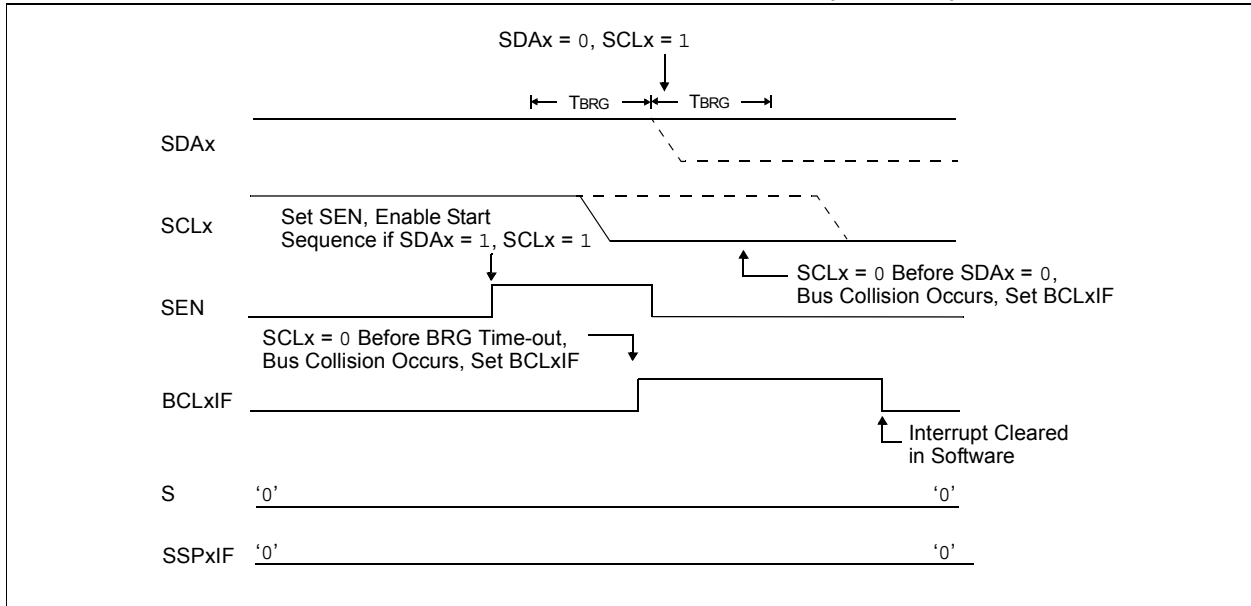 SDAx = 0, SCLx = 1
TBRG TBRG
SDAx
SCLx
Set SEN, Enable Start
Sequence if SDAx = 1, SCLx = 1
SCLx = 0 Before SDAx = 0,
Bus Collision Occurs, Set BCLxIF
SEN
SCLx = 0 Before BRG Time-out,
Bus Collision Occurs, Set BCLxIF
BCLxIF
Interrupt Cleared
in Software
S ‘0’ ‘0’
SSPxIF ‘0’ ‘0’